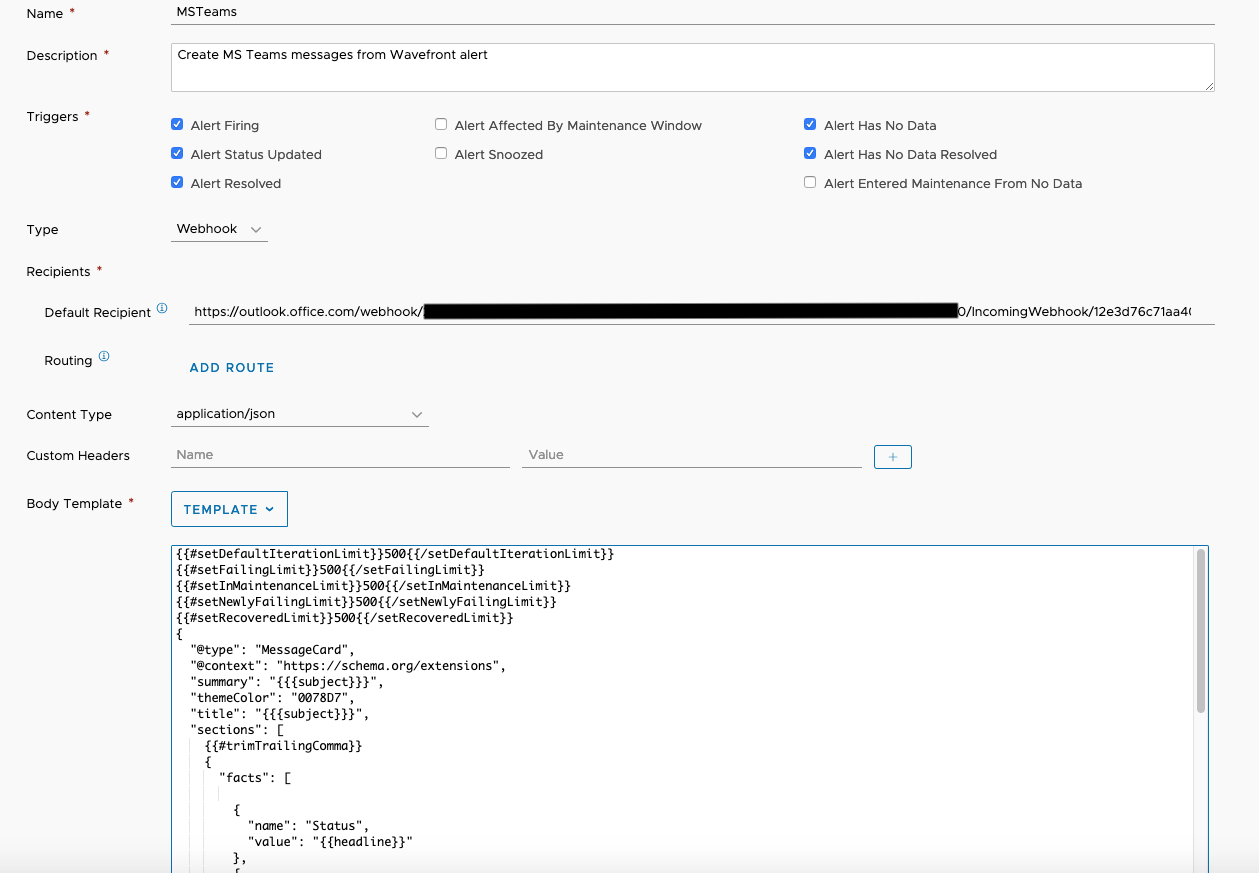 Name *
MSTeams
Description *
Create MS Teams messages from Wavefront alert
Triggers *
Alert Firing
Alert Affected By Maintenance Window
Alert Has No Data
Alert Status Updated
Alert Snoozed
Alert Has No Data Resolved
Alert Resolved
Alert Entered Maintenance From No Data
Type
Webhook
Recipients *
Default Recipient
https://outlook.office.com/webhook/ 0/IncomingWebhook/12e3d76c71aa4
Routing
ADD ROUTE
Content Type
application/json
Custom Headers
Name
Value
+
Body Template *
TEMPLATE
{{#setDefaultIterationLimit}}500{{/setDefaultIterationLimit}}
{{#setFailingLimit}}500{{/setFailingLimit}}
{{#setInMaintenanceLimit}}500{{/setInMaintenanceLimit}}
{{#setNewlyFailingLimit}}500{{/setNewlyFailingLimit}}
{{#setRecoveredLimit}}500{{/setRecoveredLimit}}
{
"@type": "MessageCard",
"@context": "https://schema.org/extensions",
"summary": "{{{subject}}}",
"themeColor": "0078D7",
"title": "{{{subject}}}",
"sections": [
{{#trimTrailingComma}}
{
"facts": [
{
"name": "Status",
"value": "{{headline}}"
},